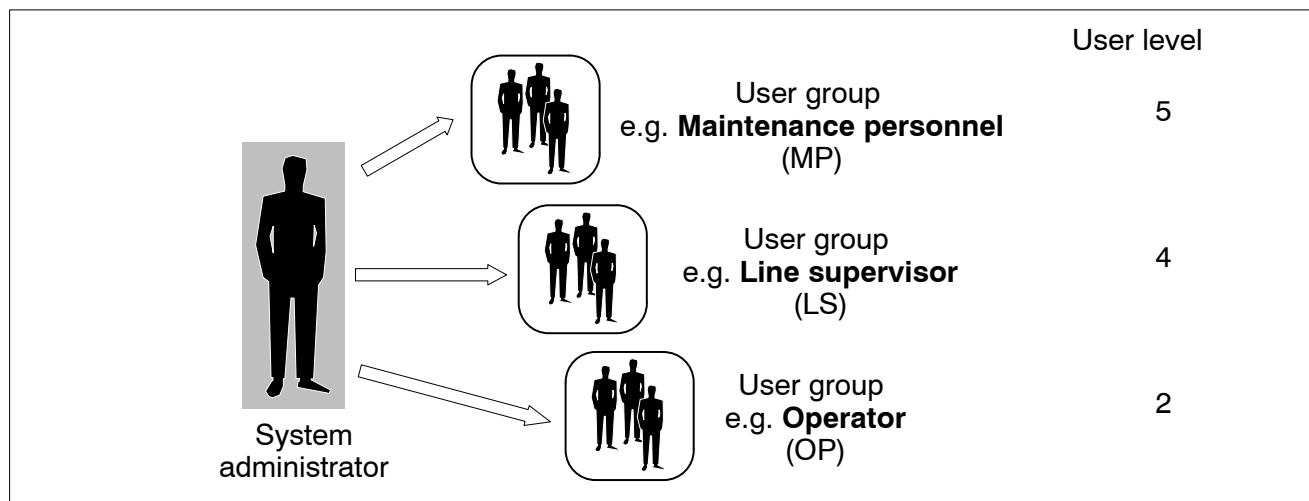 User level
User group
e.g. Maintenance personnel
(MP)
5
User group
e.g. Line supervisor
(LS)
4
User group
e.g. Operator
(OP)
2
System
administrator